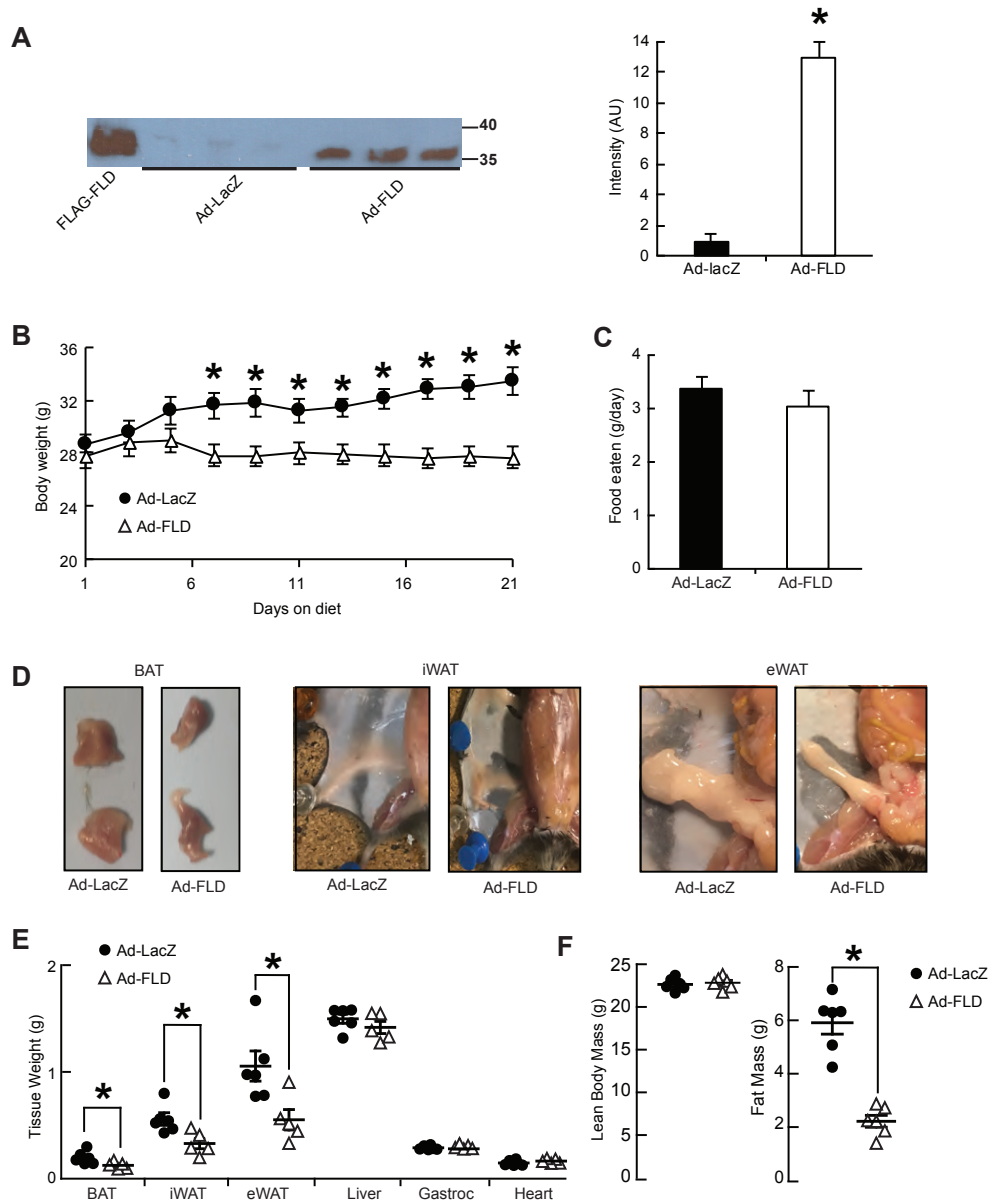 A
40
35
FLAG-FLD
Ad-LacZ
Ad-FLD
*
14
12
10
8
6
4
2
0
Intensity (AU)
Ad-lacZ
Ad-FLD
B
36
32
28
24
20
Body weight (g)
* * * * * * * *
Ad-LacZ
Ad-FLD
1 6 11 16 21
Days on diet
C
4
3
2
1
0
Food eaten (g/day)
Ad-LacZ
Ad-FLD
D
BAT
iWAT
eWAT
Ad-LacZ
Ad-FLD
Ad-LacZ
Ad-FLD
Ad-LacZ
Ad-FLD
E
Ad-LacZ
Ad-FLD
2
1
0
Tissue Weight (g)
* * *
BAT iWAT eWAT Liver Gastroc Heart
F
25
20
15
10
5
0
Lean Body Mass (g)
8
6
4
2
0
Fat Mass (g)
*
Ad-LacZ
Ad-FLD